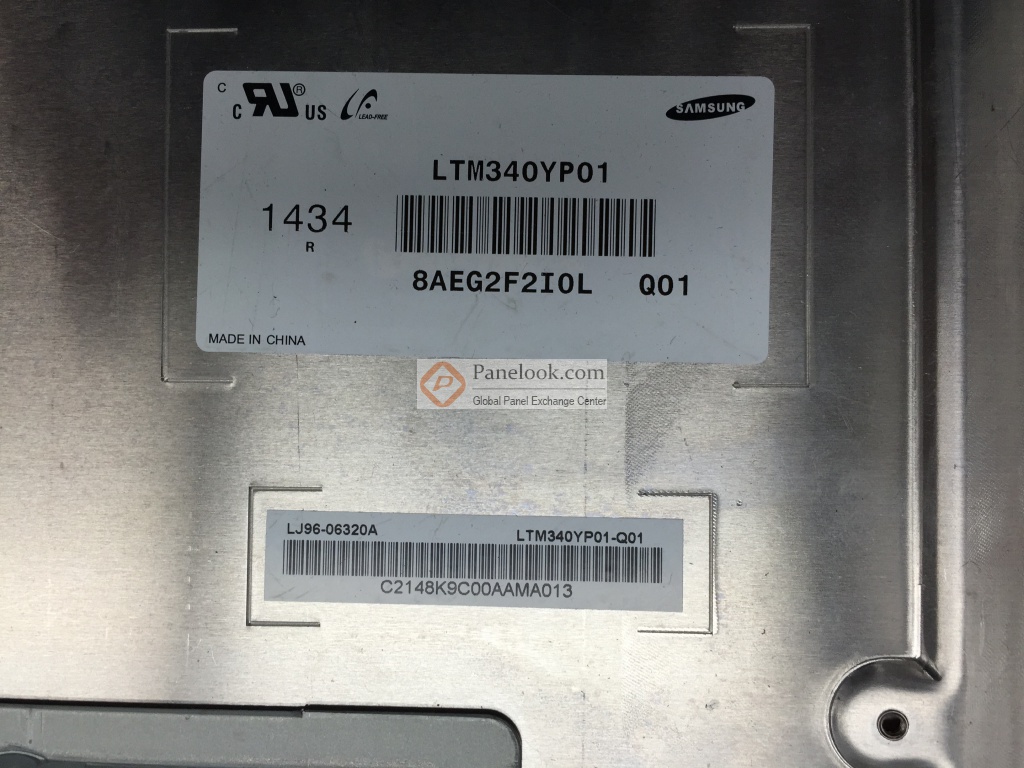 C
C UL® US LEAD-FREE
SAMSUNG
LTM340YP01
1434
R
8AEG2F2I0L Q01
MADE IN CHINA
Panelook.com
Global Panel Exchange Center
LJ96-06320A LTM340YP01-Q01
C2148K9C00AAMA013